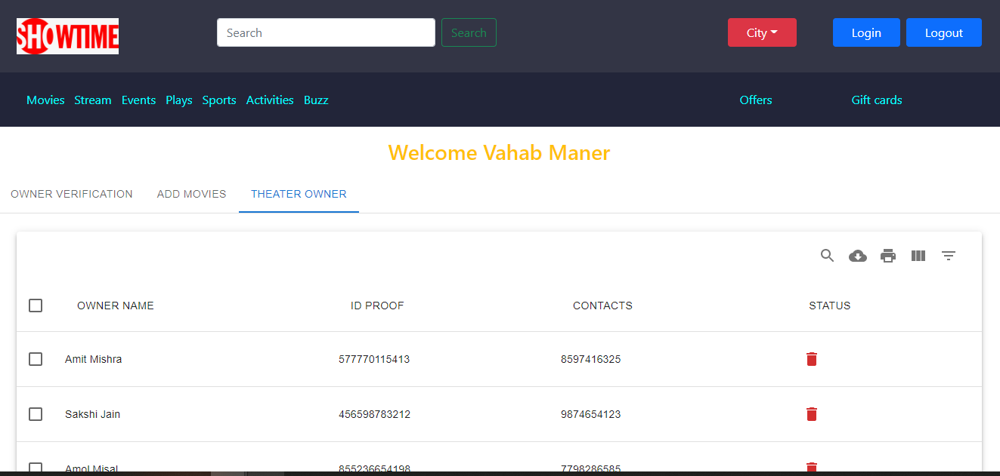 SHOWTIME Search Search City Login Logout
Movies Stream Events Plays Sports Activities Buzz Offers Gift cards
Welcome Vahab Maner
OWNER VERIFICATION ADD MOVIES THEATER OWNER
OWNER NAME ID PROOF CONTACTS STATUS
Amit Mishra 577770115413 8597416325
Sakshi Jain 456598783212 9874654123
Amol Misal 855236654198 7798286585